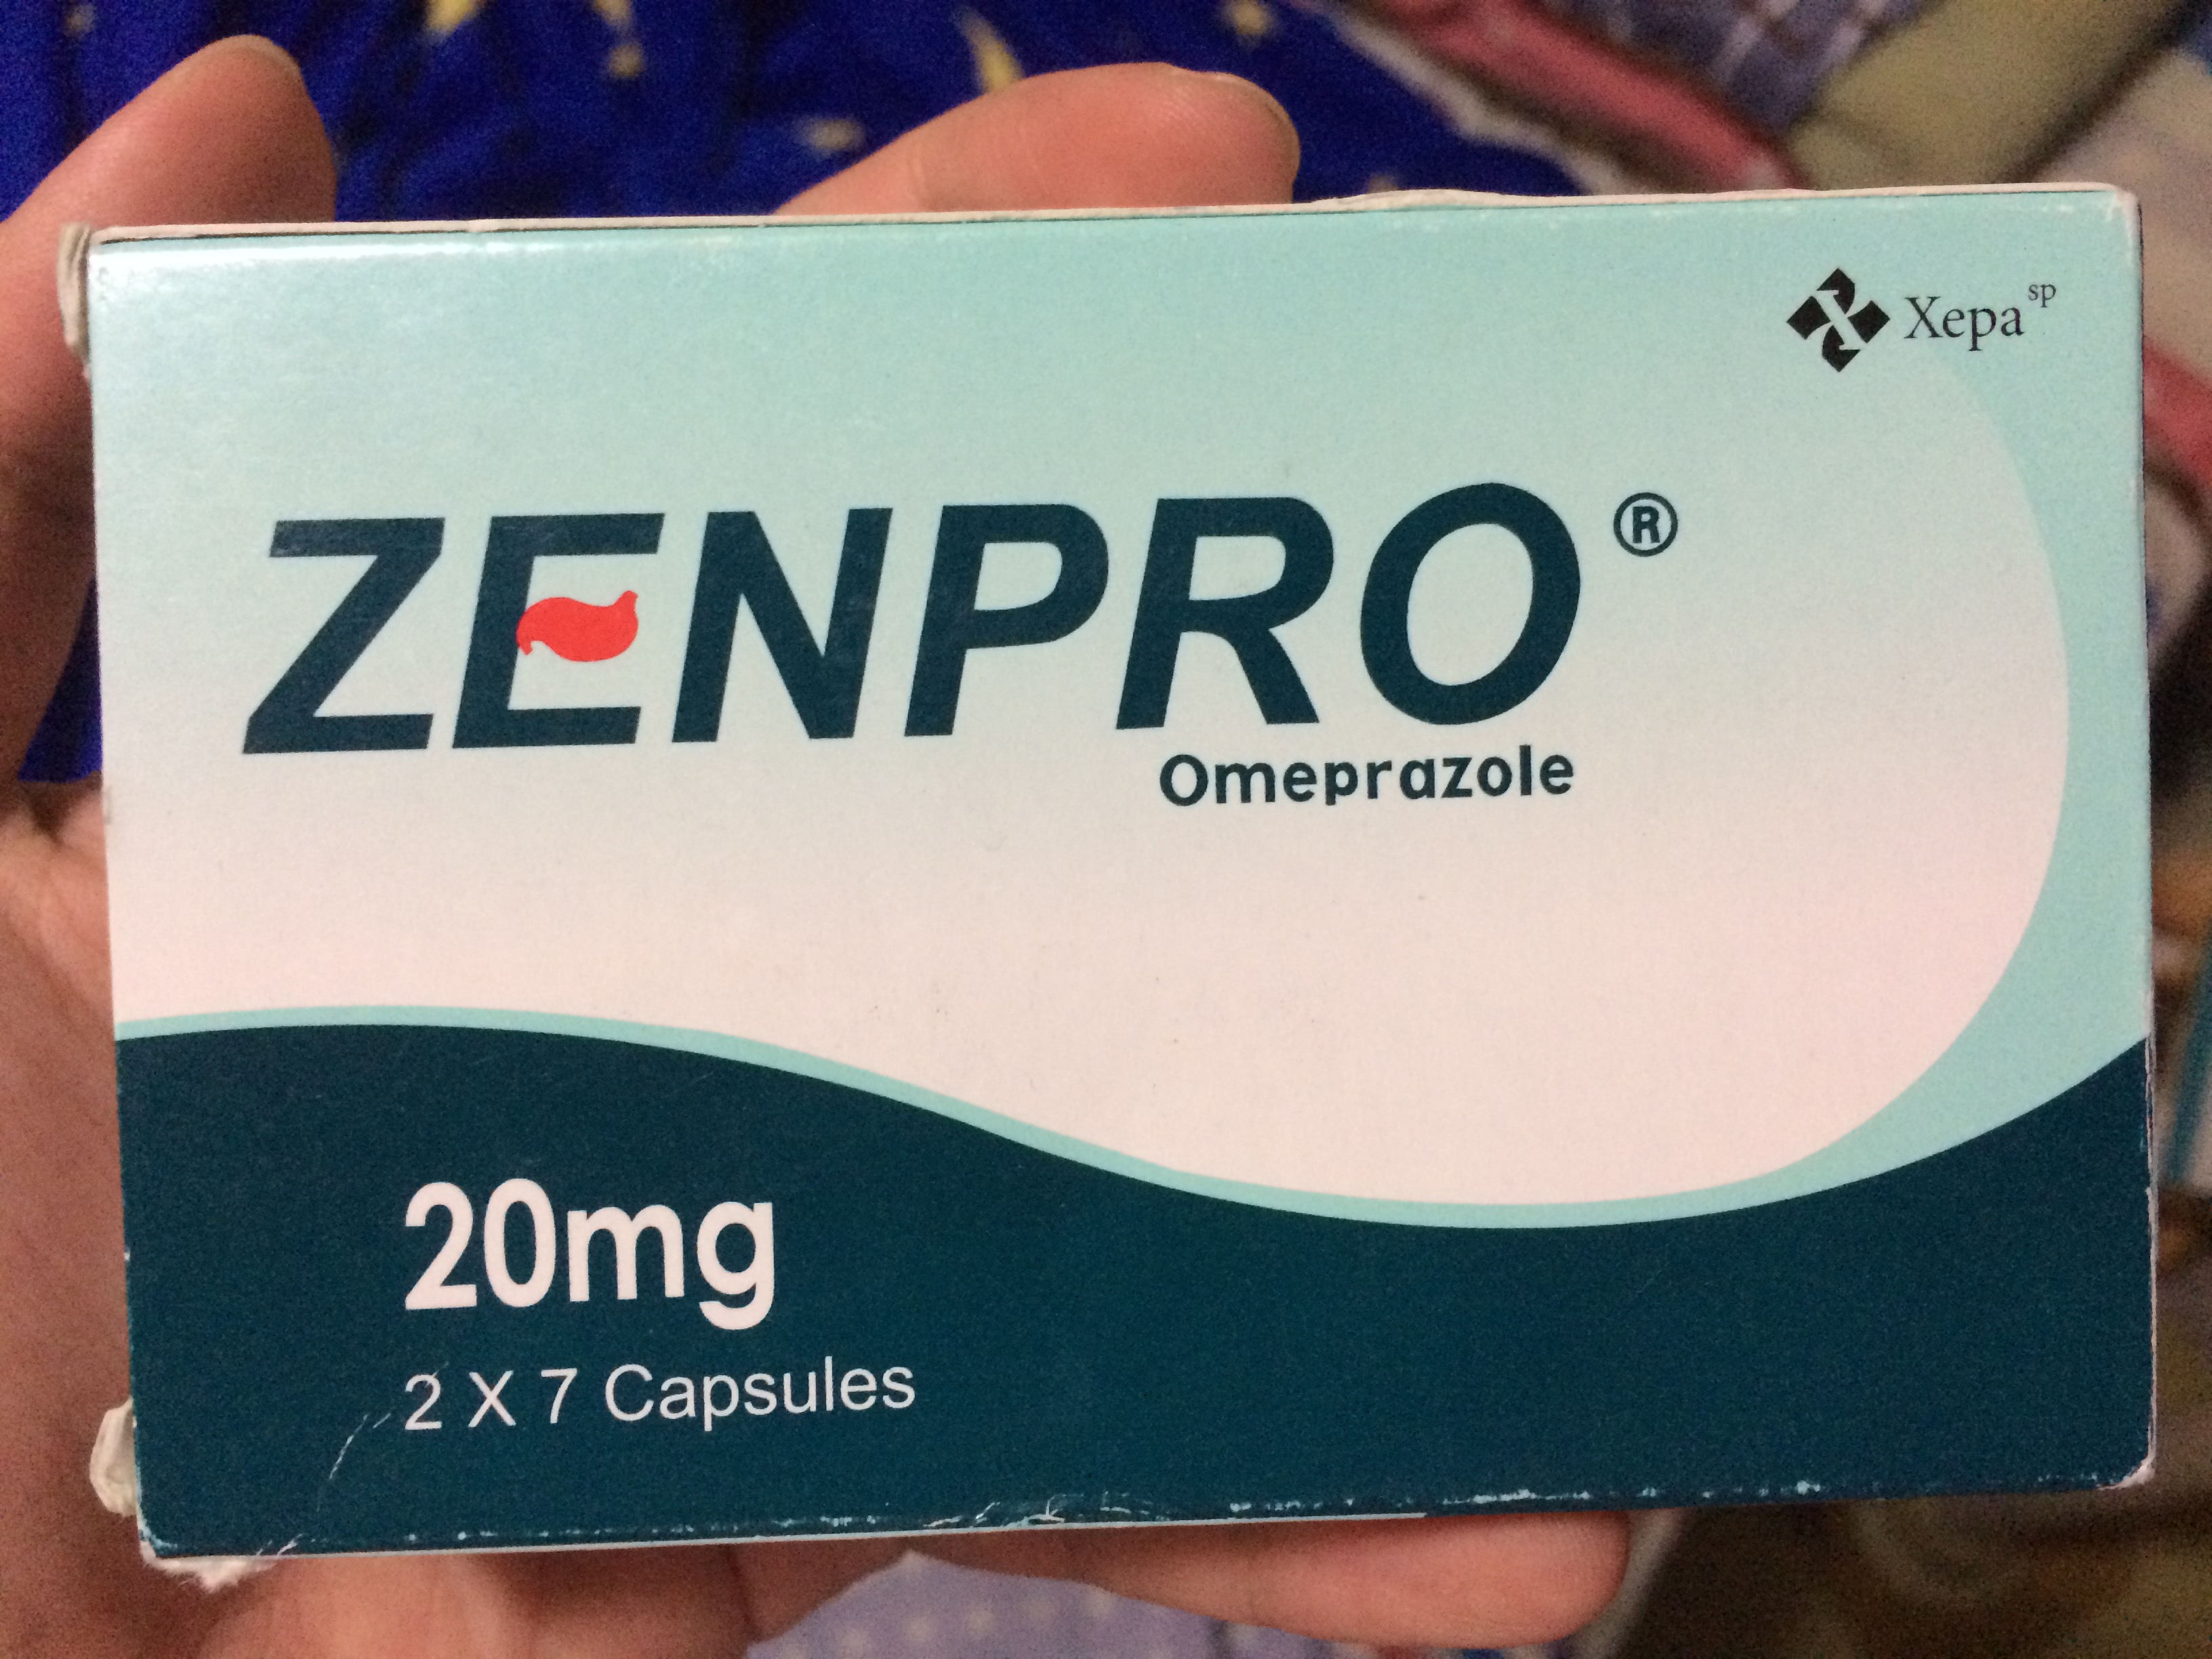 Xepa sp
ZENPRO®
Omeprazole
20mg
2 X 7 Capsules